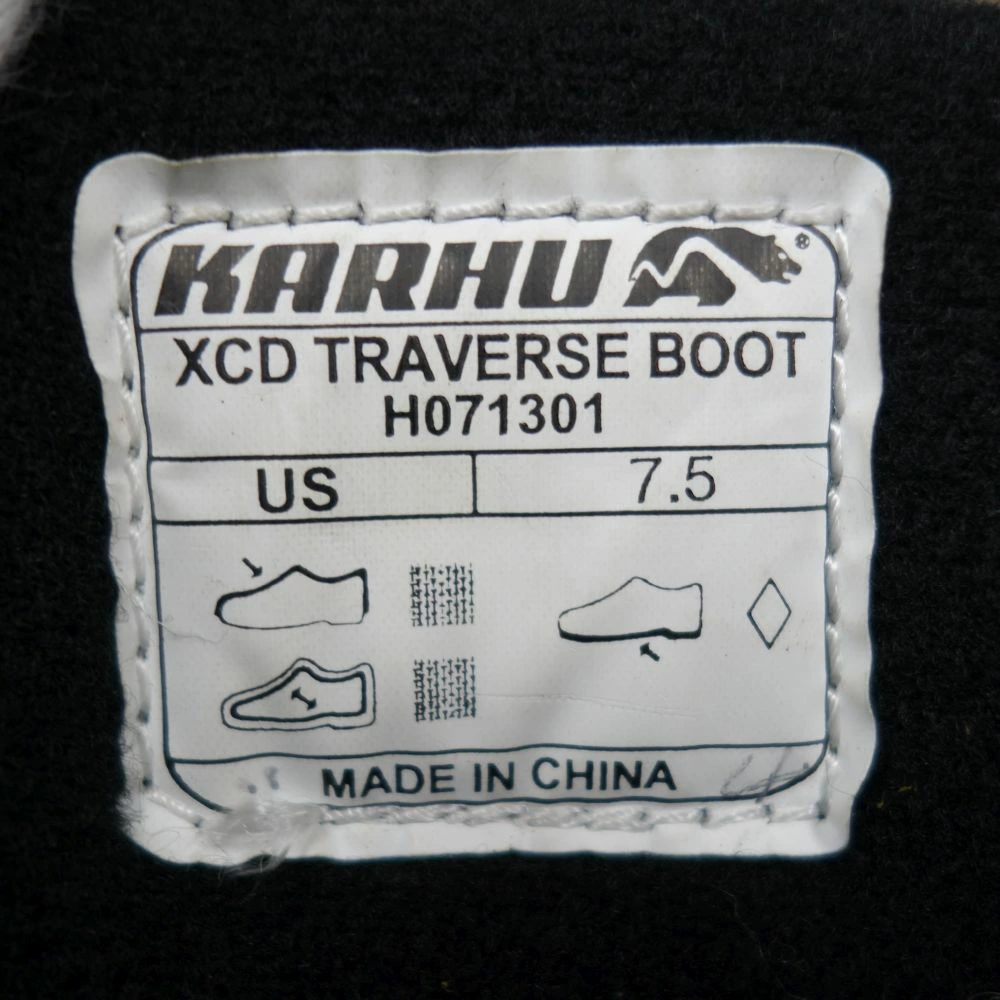 KARHU ®
XCD TRAVERSE BOOT
H071301
US 7.5
MADE IN CHINA